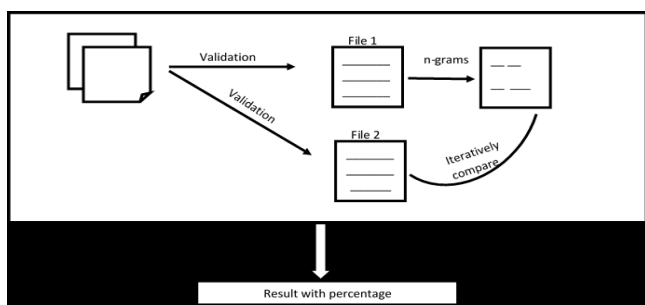 File 1
Validation
n-grams
Validation
File 2
Iteratively
compare
Result with percentage